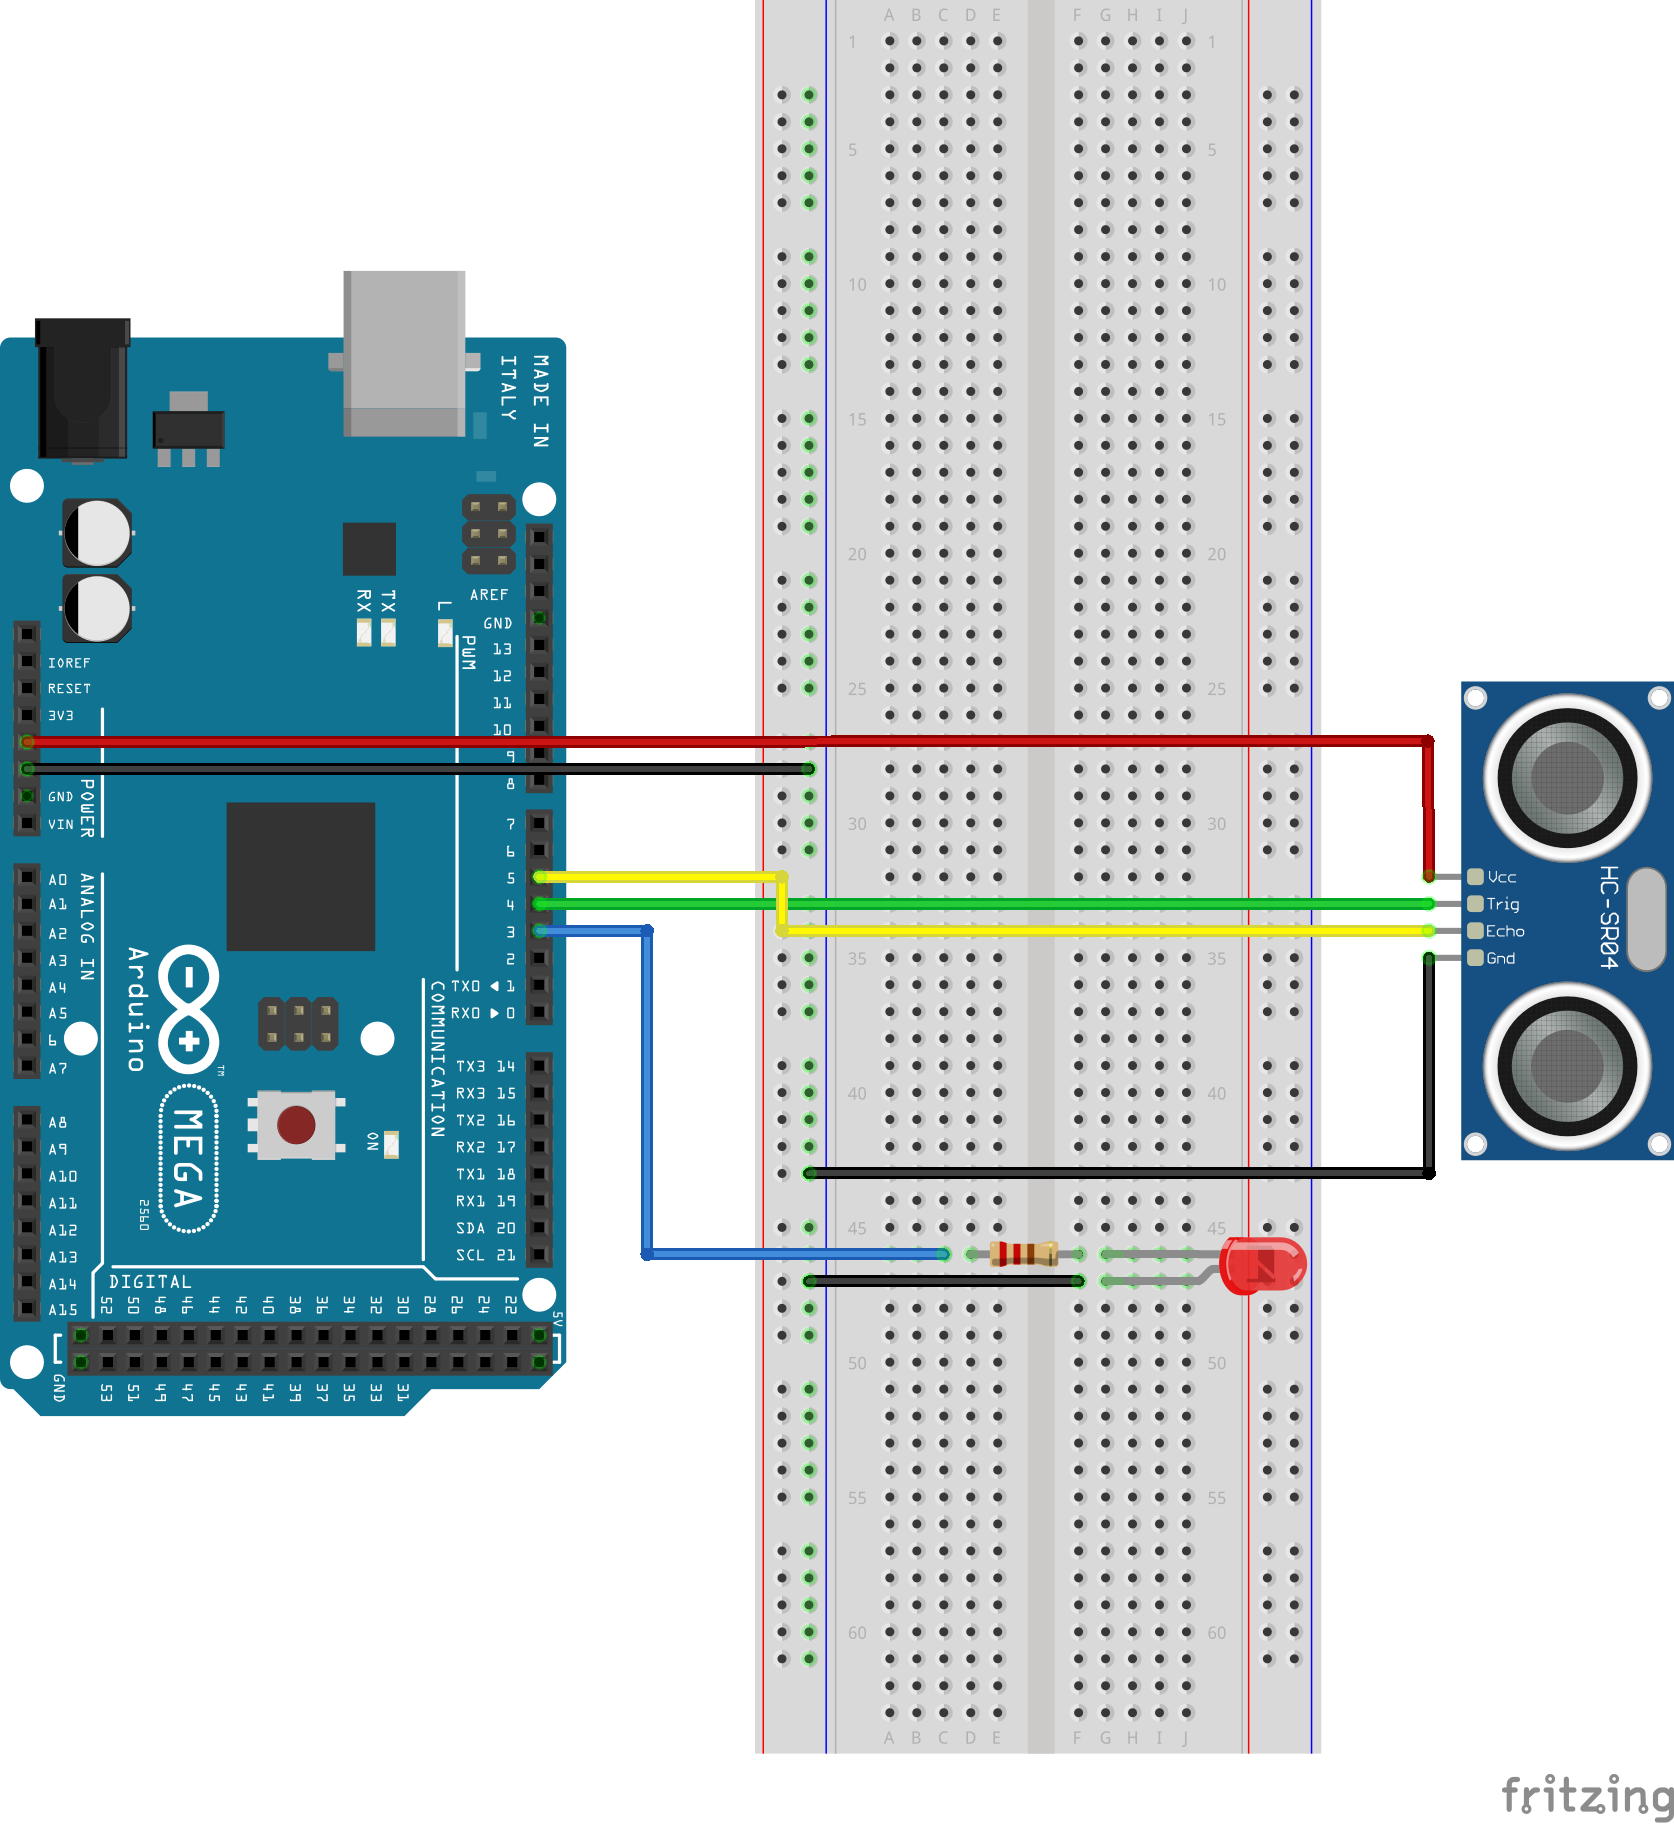 A B C D E F G H I J
1 1
5 5
10 10
15 15
20 20
25 25
30 30
35 35
40 40
45 45
50 50
55 55
60 60
A B C D E F G H I J
MADE IN
ITALY
RX
TX
L
AREF
GND
13
12
11
10
9
8
PWM
7
6
5
4
3
2
TX0 ◀ 1
RX0 ▶ 0
COMMUNICATION
TX3 14
RX3 15
TX2 16
RX2 17
TX1 18
RX1 19
SDA 20
SCL 21
IOREF
RESET
3V3
GND
VIN
POWER
A0
A1
A2
A3
A4
A5
6
A7
ANALOG IN
A8
A9
A10
A11
A12
A13
A14
A15
Arduino
TM
MEGA
2560
ON
DIGITAL
52 50 48 46 44 42 40 38 36 34 32 30 28 26 24 22
5V
GND
53 51 49 47 45 43 41 39 37 35 33 31
Vcc
Trig
Echo
Gnd
HC-SR04
fritzing